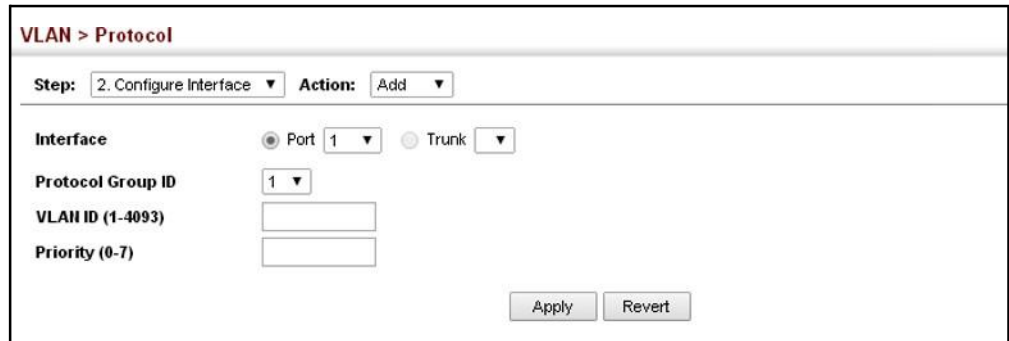 VLAN > Protocol
Step: 2. Configure Interface Action: Add
Interface Port 1 Trunk
Protocol Group ID 1
VLAN ID (1-4093)
Priority (0-7)
Apply Revert